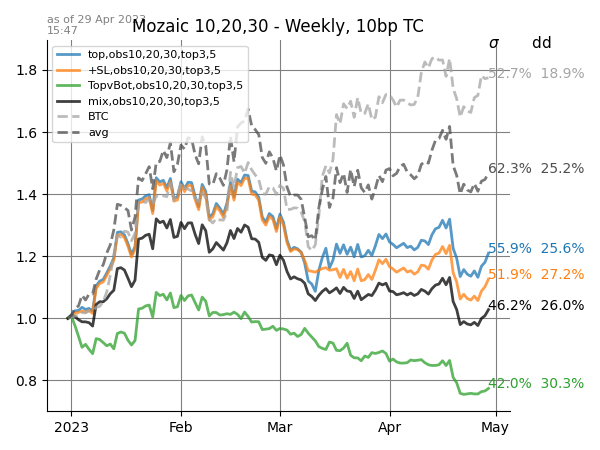 as of 29 Apr 2023
15:47
Mozaic 10,20,30 - Weekly, 10bp TC
σ dd
top,obs10,20,30,top3,5
+SL,obs10,20,30,top3,5
TopvBot,obs10,20,30,top3,5
mix,obs10,20,30,top3,5
BTC
avg
1.8
1.6
1.4
1.2
1.0
0.8
52.7% 18.9%
62.3% 25.2%
55.9% 25.6%
51.9% 27.2%
46.2% 26.0%
42.0% 30.3%
2023 Feb Mar Apr May